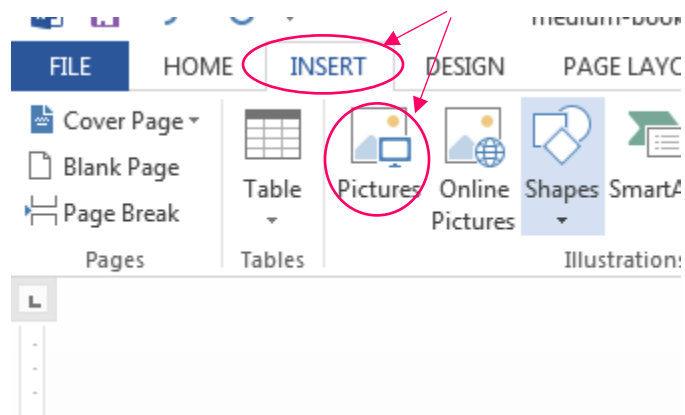 medium-book
FILE HOME INSERT DESIGN PAGE LAYO
Cover Page
Blank Page
Page Break
Table
Pictures
Online
Pictures
Shapes
SmartA
Pages
Tables
Illustrations
L